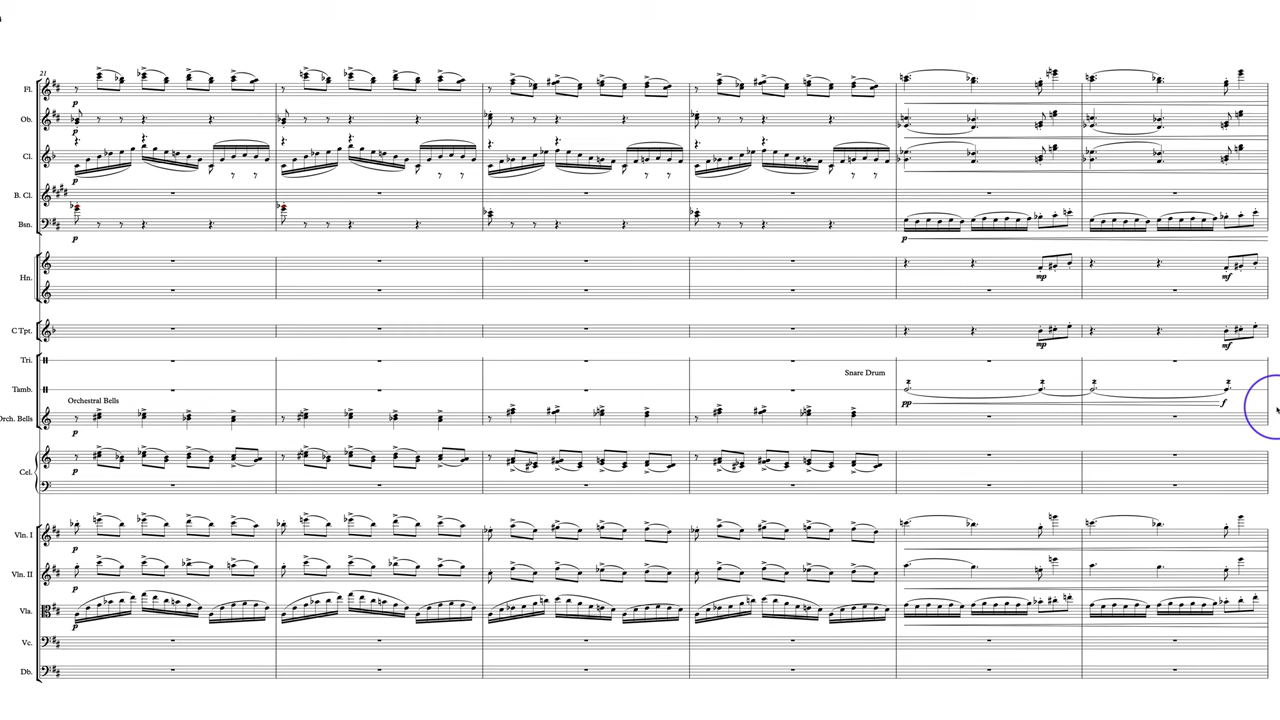 21
Fl.
p
Ob.
p
Cl.
p
B. Cl.
Bsn.
p
p
Hn.
mp
mf
C Tpt.
mp
mf
Tri.
Snare Drum
Tamb.
pp
f
Orchestral Bells
Orch. Bells
p
Cel.
p
Vln. I
p
Vln. II
p
Vla.
p
Vc.
Db.